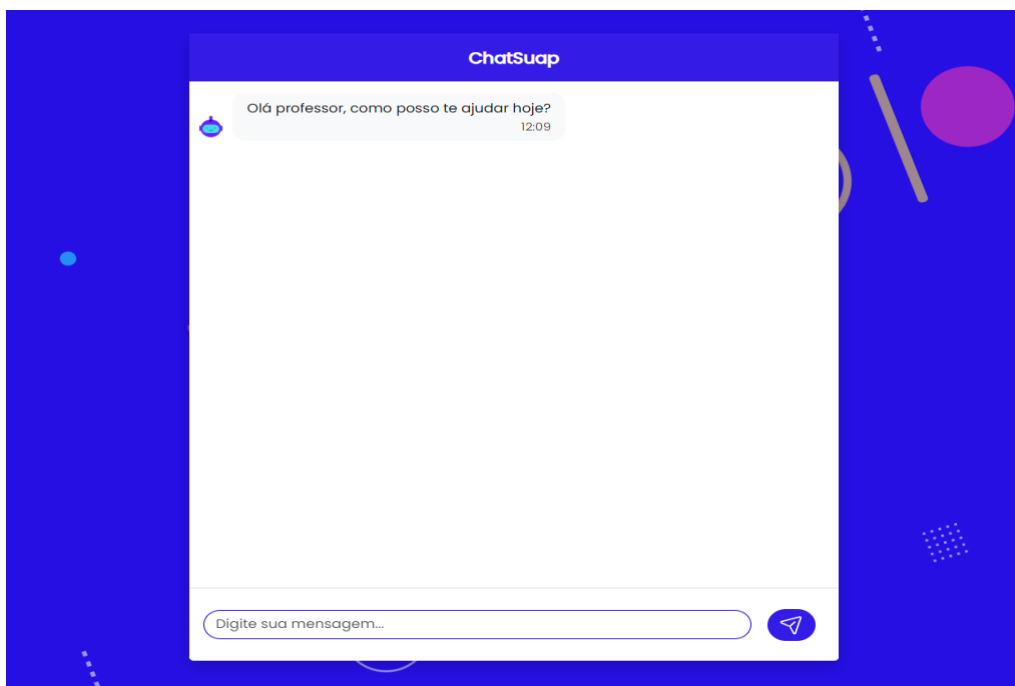 ChatSuap
Olá professor, como posso te ajudar hoje?
12:09
Digite sua mensagem...